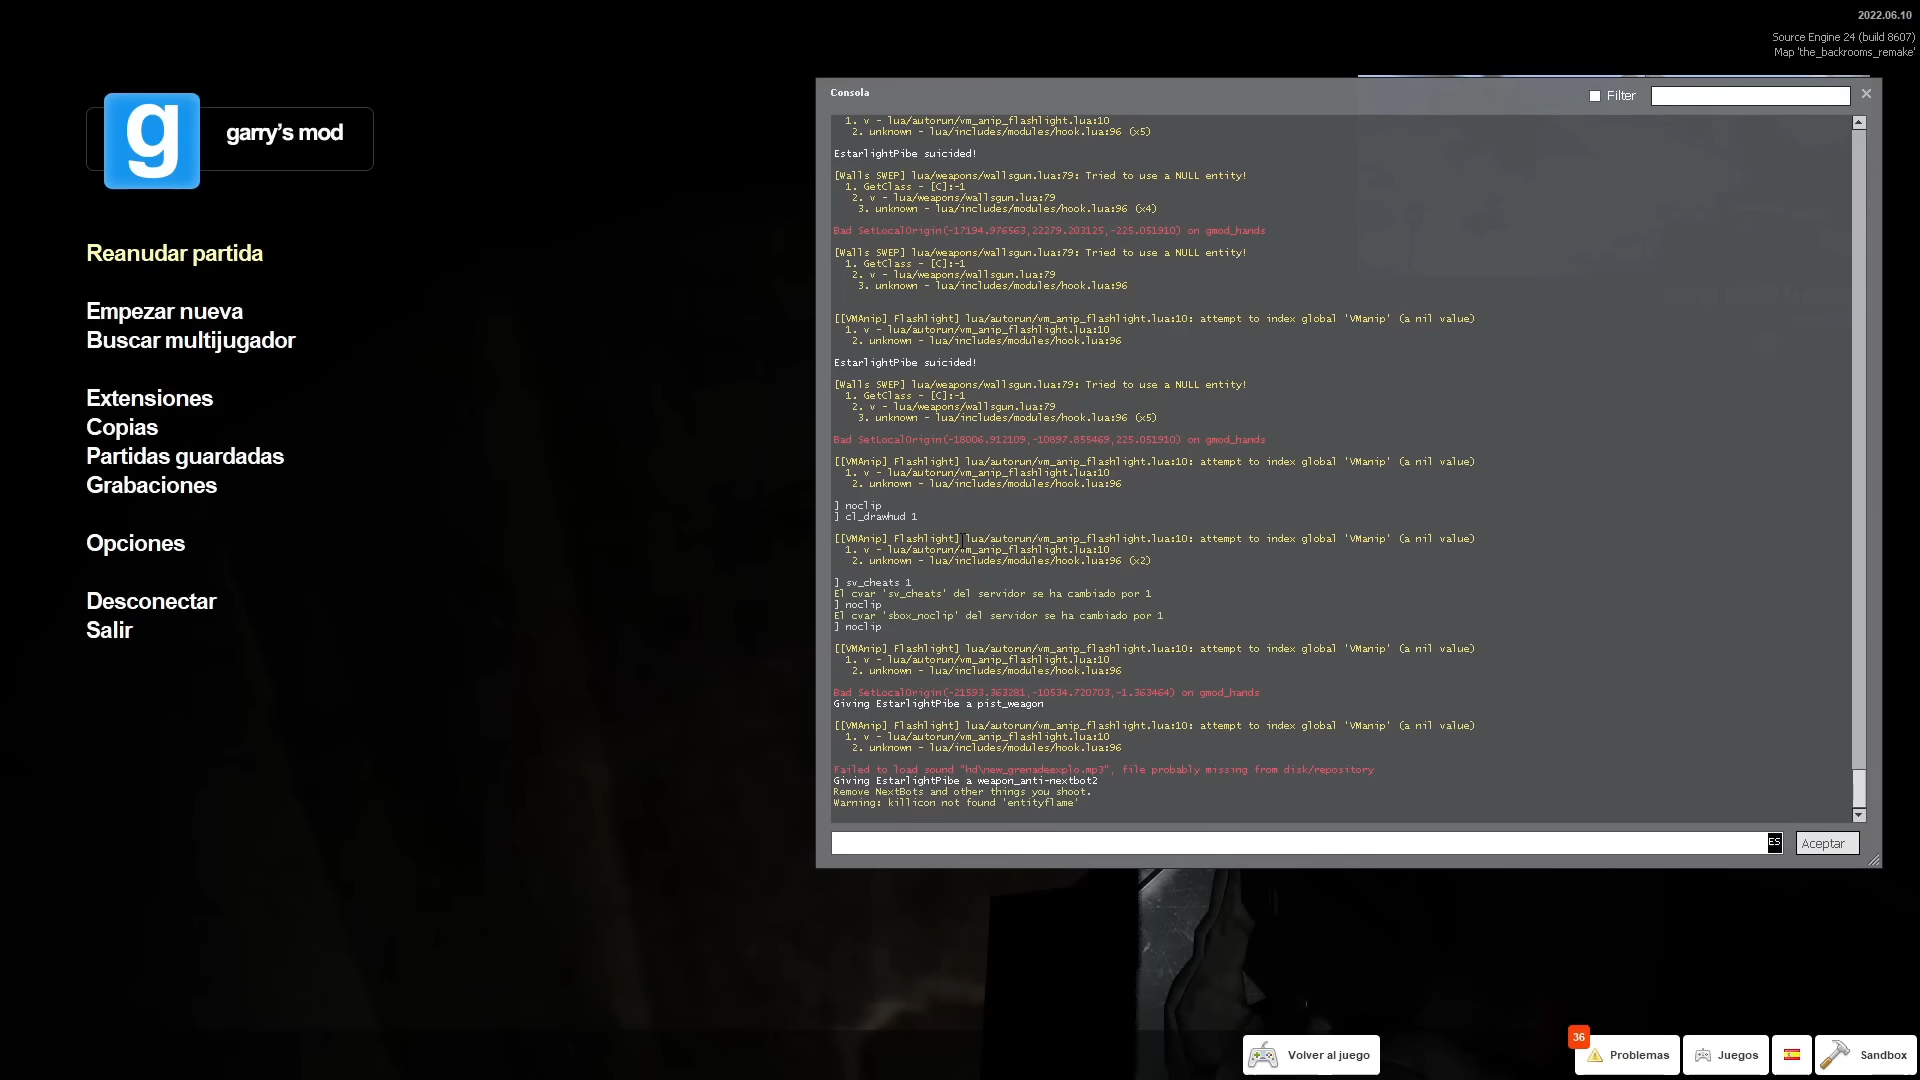 2022.06.10
Source Engine 24 (build 8607)
Map 'the_backrooms_remake'
g
garry's mod
Reanudar partida
Empezar nueva
Buscar multijugador
Extensiones
Copias
Partidas guardadas
Grabaciones
Opciones
Desconectar
Salir
Consola
Filter
1. v - lua/autorun/vm_anip_flashlight.lua:10
2. unknown - lua/includes/modules/hook.lua:96 (x5)
EstarlightPibe suicided!
[Walls SWEP] lua/weapons/wallsgun.lua:79: Tried to use a NULL entity!
1. GetClass - [C]:-1
2. v - lua/weapons/wallsgun.lua:79
3. unknown - lua/includes/modules/hook.lua:96 (x4)
Bad SetLocalOrigin(-17194.976563,22279.203125,-225.051910) on gmod_hands
[Walls SWEP] lua/weapons/wallsgun.lua:79: Tried to use a NULL entity!
1. GetClass - [C]:-1
2. v - lua/weapons/wallsgun.lua:79
3. unknown - lua/includes/modules/hook.lua:96
[[VMAnip] Flashlight] lua/autorun/vm_anip_flashlight.lua:10: attempt to index global 'VManip' (a nil value)
1. v - lua/autorun/vm_anip_flashlight.lua:10
2. unknown - lua/includes/modules/hook.lua:96
EstarlightPibe suicided!
[Walls SWEP] lua/weapons/wallsgun.lua:79: Tried to use a NULL entity!
1. GetClass - [C]:-1
2. v - lua/weapons/wallsgun.lua:79
3. unknown - lua/includes/modules/hook.lua:96 (x5)
Bad SetLocalOrigin(-18006.912109,-10897.855469,225.051910) on gmod_hands
[[VMAnip] Flashlight] lua/autorun/vm_anip_flashlight.lua:10: attempt to index global 'VManip' (a nil value)
1. v - lua/autorun/vm_anip_flashlight.lua:10
2. unknown - lua/includes/modules/hook.lua:96
] noclip
] cl_drawhud 1
[[VMAnip] Flashlight] lua/autorun/vm_anip_flashlight.lua:10: attempt to index global 'VManip' (a nil value)
1. v - lua/autorun/vm_anip_flashlight.lua:10
2. unknown - lua/includes/modules/hook.lua:96 (x2)
] sv_cheats 1
El cvar 'sv_cheats' del servidor se ha cambiado por 1
] noclip
El cvar 'sbox_noclip' del servidor se ha cambiado por 1
] noclip
[[VMAnip] Flashlight] lua/autorun/vm_anip_flashlight.lua:10: attempt to index global 'VManip' (a nil value)
1. v - lua/autorun/vm_anip_flashlight.lua:10
2. unknown - lua/includes/modules/hook.lua:96
Bad SetLocalOrigin(-21593.363281,-10534.720703,-1.363464) on gmod_hands
Giving EstarlightPibe a pist_weagon
[[VMAnip] Flashlight] lua/autorun/vm_anip_flashlight.lua:10: attempt to index global 'VManip' (a nil value)
1. v - lua/autorun/vm_anip_flashlight.lua:10
2. unknown - lua/includes/modules/hook.lua:96
Failed to load sound "hd\new_grenadeexplo.mp3", file probably missing from disk/repository
Giving EstarlightPibe a weapon_anti-nextbot2
Remove NextBots and other things you shoot.
Warning: killicon not found 'entityflame'
ES
Aceptar
Volver al juego
36
Problemas
Juegos
Sandbox